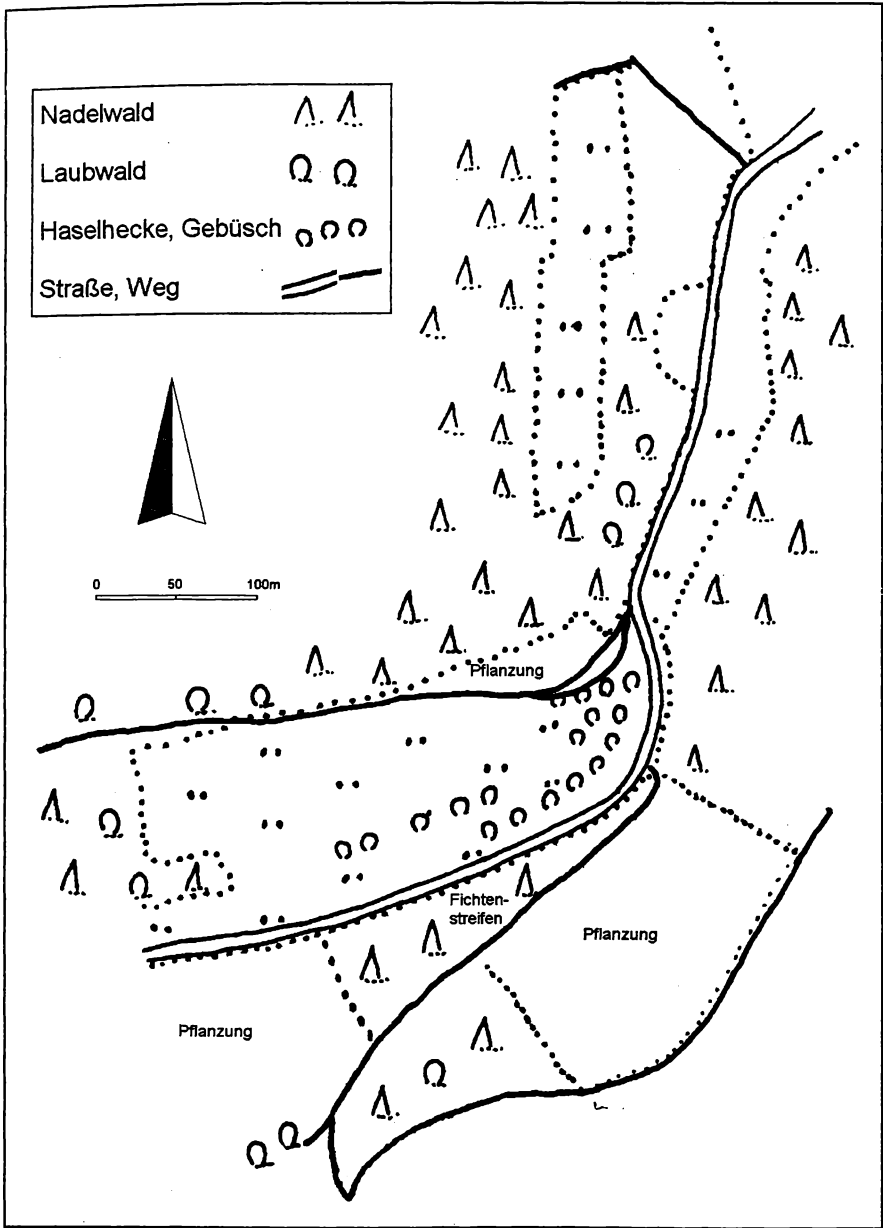 Nadelwald
Laubwald
Haselhecke, Gebüsch
Straße, Weg
0 50 100m
Pflanzung
Fichten-
streifen
Pflanzung
Pflanzung